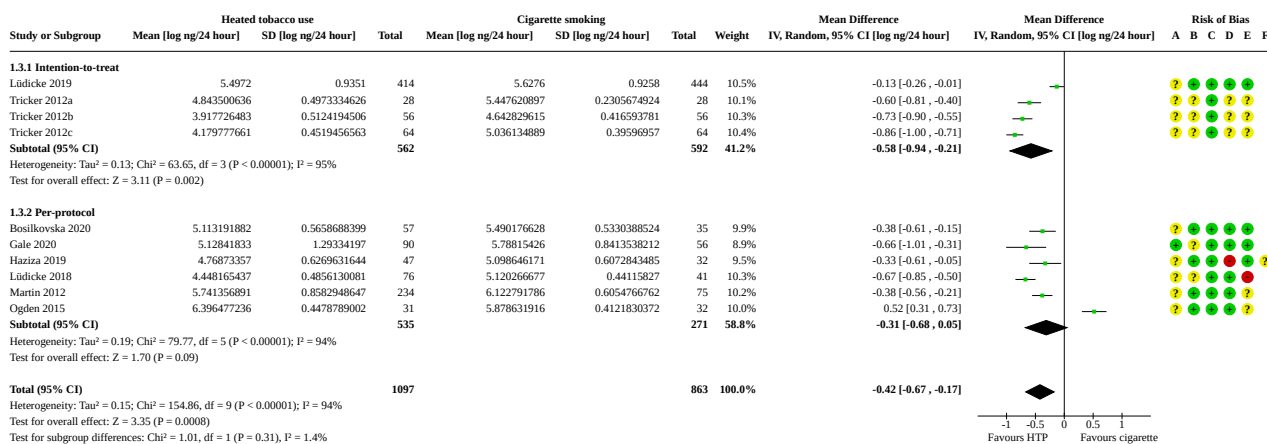 Heated tobacco use Cigarette smoking Mean Difference Mean Difference Risk of Bias
Study or Subgroup Mean [log ng/24 hour] SD [log ng/24 hour] Total Mean [log ng/24 hour] SD [log ng/24 hour] Total Weight IV, Random, 95% CI [log ng/24 hour] IV, Random, 95% CI [log ng/24 hour] A B C D E F
1.3.1 Intention-to-treat
Lüdicke 2019 5.4972 0.9351 414 5.6276 0.9258 444 10.5% -0.13 [-0.26 , -0.01] ? + + + +
Tricker 2012a 4.843500636 0.4973334626 28 5.447620897 0.2305674924 28 10.1% -0.60 [-0.81 , -0.40] ? ? + ? ?
Tricker 2012b 3.917726483 0.5124194506 56 4.642829615 0.416593781 56 10.3% -0.73 [-0.90 , -0.55] ? ? + ? ?
Tricker 2012c 4.179777661 0.4519456563 64 5.036134889 0.39596957 64 10.4% -0.86 [-1.00 , -0.71] ? ? + ? ?
Subtotal (95% CI) 562 592 41.2% -0.58 [-0.94 , -0.21]
Heterogeneity: Tau² = 0.13; Chi² = 63.65, df = 3 (P < 0.00001); I² = 95%
Test for overall effect: Z = 3.11 (P = 0.002)
1.3.2 Per-protocol
Bosilkovska 2020 5.113191882 0.5658688399 57 5.490176628 0.5330388524 35 9.9% -0.38 [-0.61 , -0.15] ? + + + +
Gale 2020 5.12841833 1.29334197 90 5.78815426 0.8413538212 56 8.9% -0.66 [-1.01 , -0.31] + ? + + +
Haziza 2019 4.76873357 0.6269631644 47 5.098646171 0.6072843485 32 9.5% -0.33 [-0.61 , -0.05] ? + + - + ?
Lüdicke 2018 4.448165437 0.4856130081 76 5.120266677 0.44115827 41 10.3% -0.67 [-0.85 , -0.50] ? ? + + -
Martin 2012 5.741356891 0.8582948647 234 6.122791786 0.6054766762 75 10.2% -0.38 [-0.56 , -0.21] ? + + + ?
Ogden 2015 6.396477236 0.4478789002 31 5.878631916 0.4121830372 32 10.0% 0.52 [0.31 , 0.73] ? + + + ?
Subtotal (95% CI) 535 271 58.8% -0.31 [-0.68 , 0.05]
Heterogeneity: Tau² = 0.19; Chi² = 79.77, df = 5 (P < 0.00001); I² = 94%
Test for overall effect: Z = 1.70 (P = 0.09)
Total (95% CI) 1097 863 100.0% -0.42 [-0.67 , -0.17]
Heterogeneity: Tau² = 0.15; Chi² = 154.86, df = 9 (P < 0.00001); I² = 94%
Test for overall effect: Z = 3.35 (P = 0.0008)
Test for subgroup differences: Chi² = 1.01, df = 1 (P = 0.31), I² = 1.4%
-1 -0.5 0 0.5 1
Favours HTP Favours cigarette